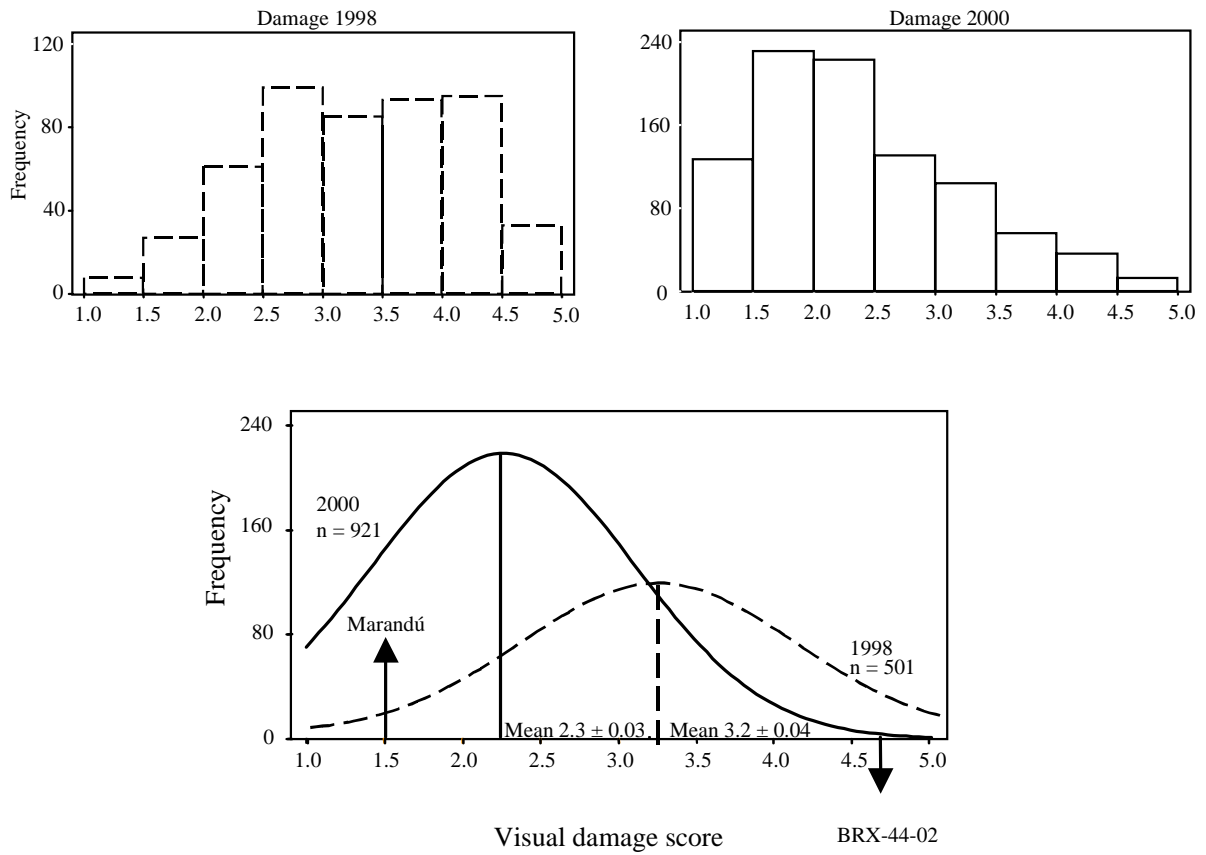 Damage 1998
Frequency
120
80
40
0
1.0 1.5 2.0 2.5 3.0 3.5 4.0 4.5 5.0
Damage 2000
240
160
80
0
1.0 1.5 2.0 2.5 3.0 3.5 4.0 4.5 5.0
Frequency
240
160
80
0
2000
n = 921
Marandú
1998
n = 501
Mean 2.3 ± 0.03
Mean 3.2 ± 0.04
1.0 1.5 2.0 2.5 3.0 3.5 4.0 4.5 5.0
Visual damage score
BRX-44-02